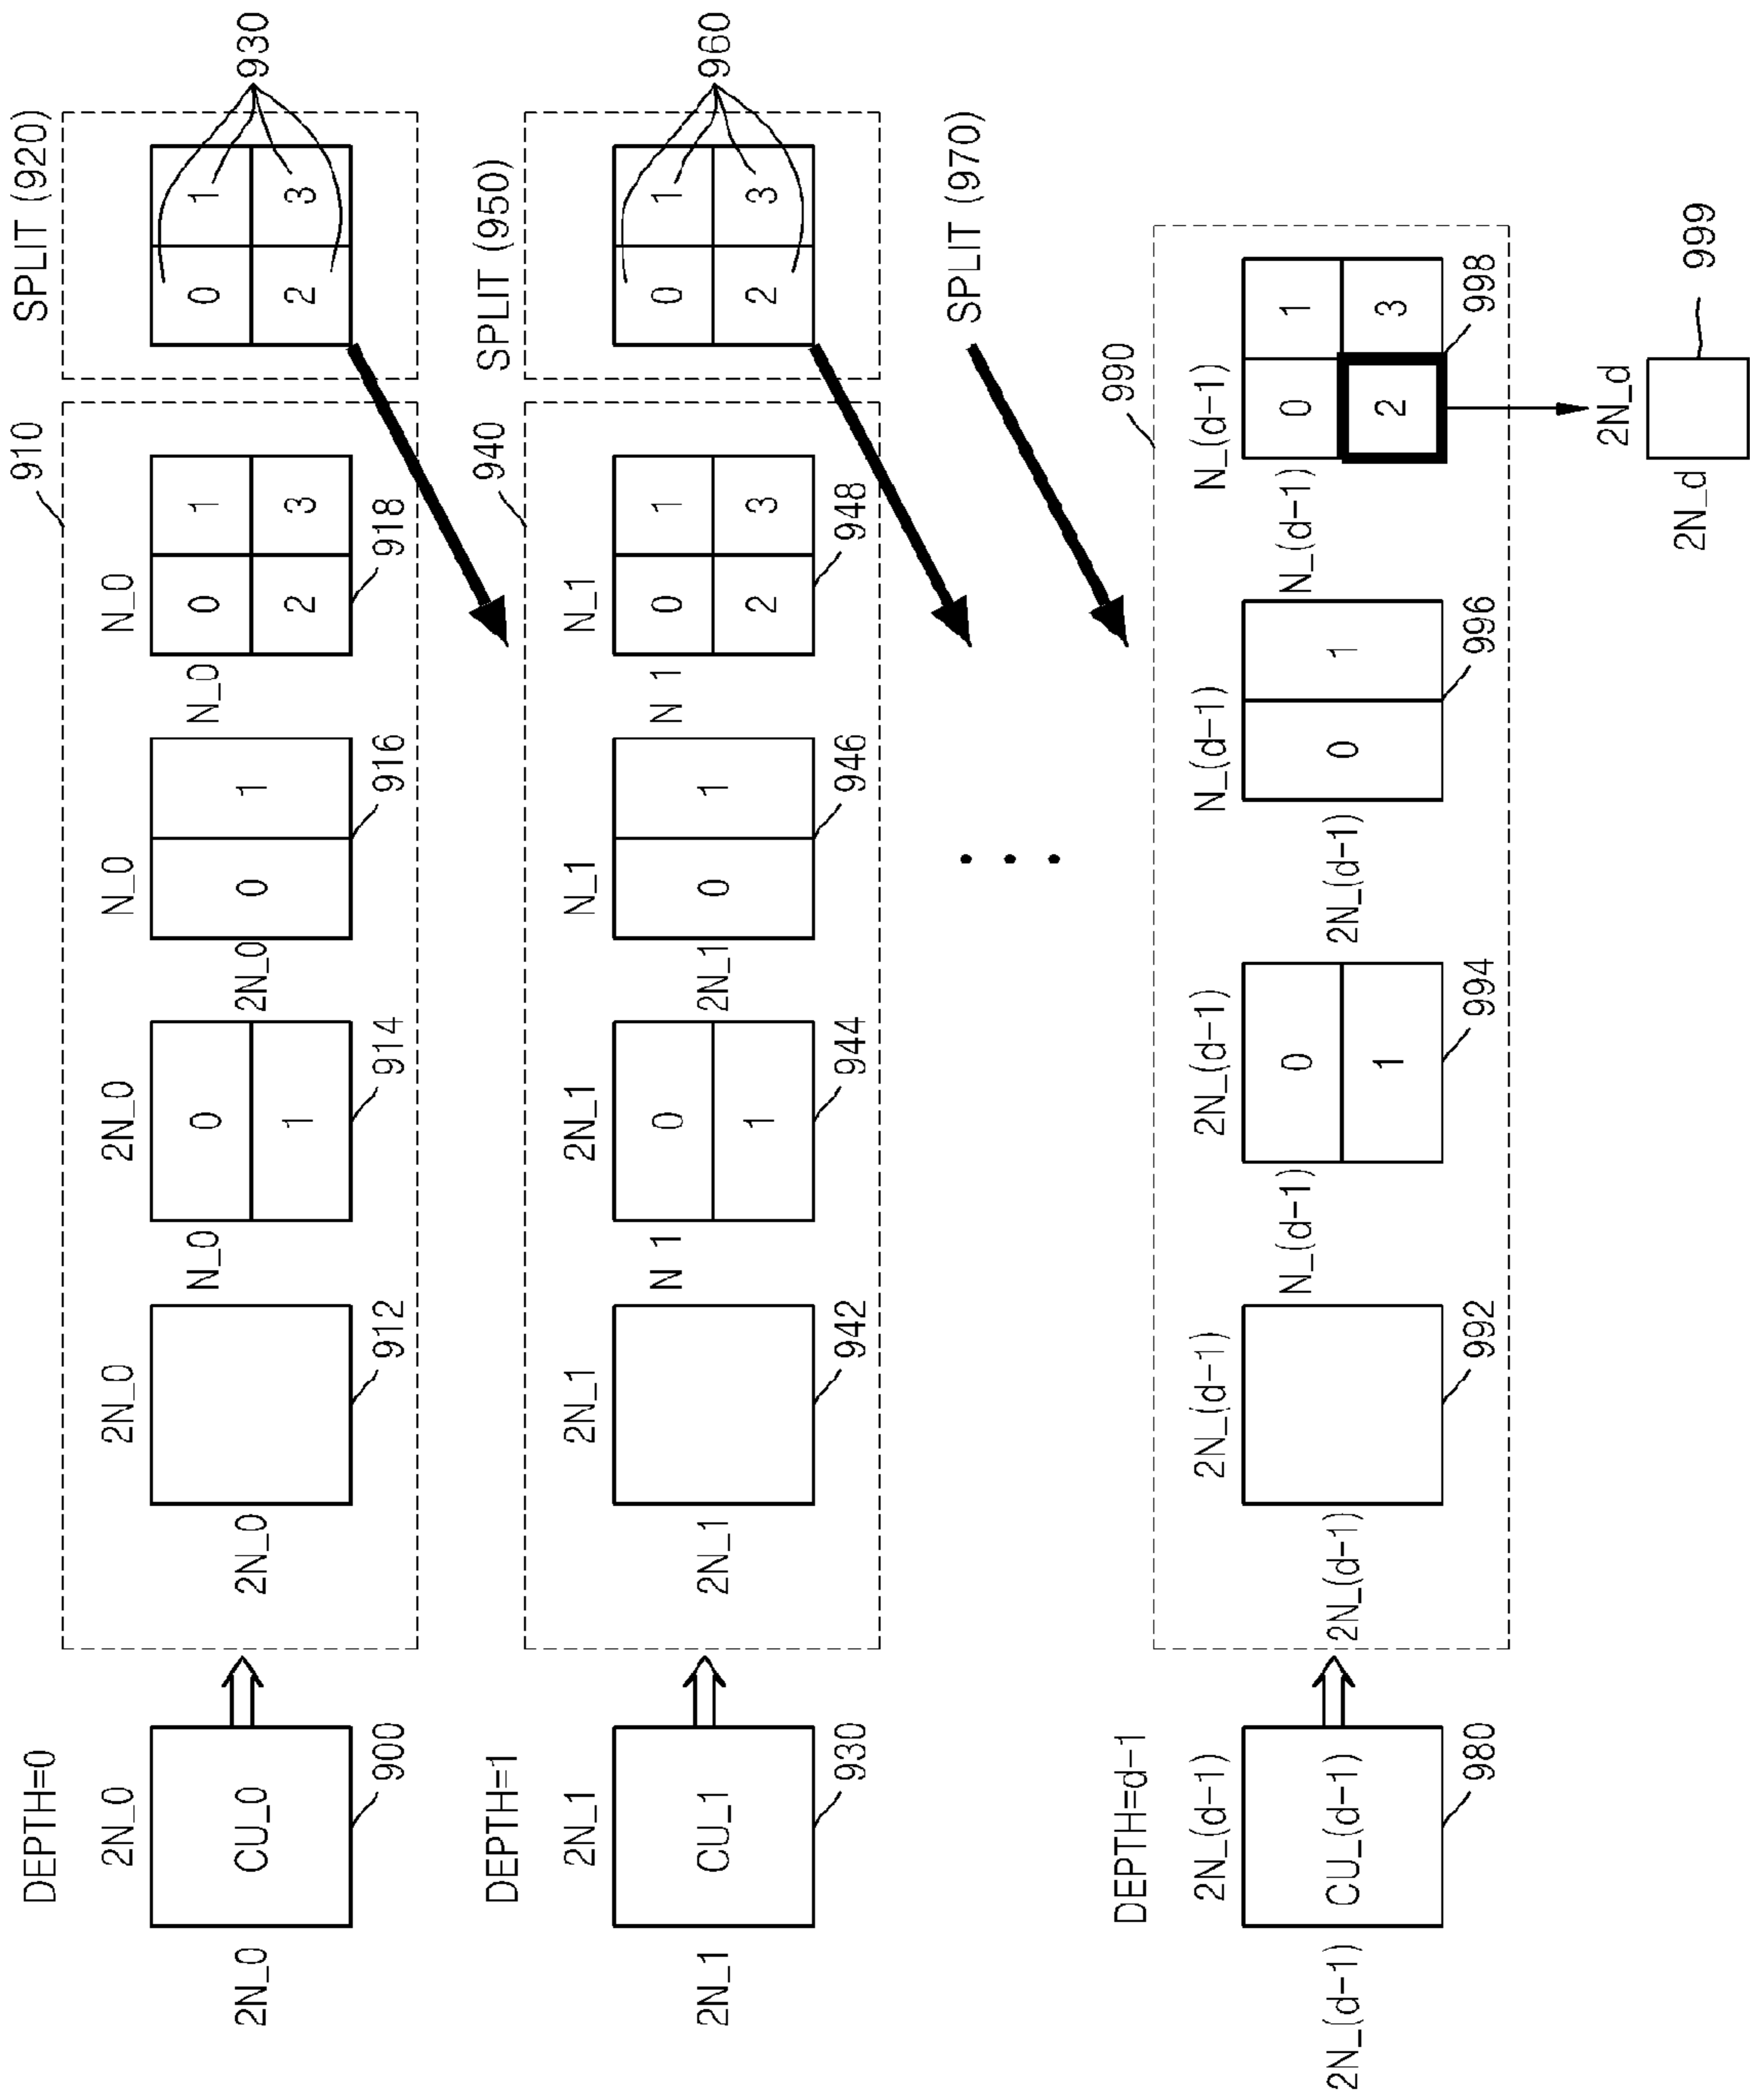 DEPTH=0
2N_0
2N_0
CU_0
900
910
2N_0
2N_0
912
2N_0
N_0
0
1
914
N_0
2N_0
0
1
916
N_0
N_0
0
1
2
3
918
SPLIT (920)
0
1
2
3
930
DEPTH=1
2N_1
2N_1
CU_1
930
940
2N_1
2N_1
942
2N_1
N 1
0
1
944
N_1
2N_1
0
1
946
N_1
N 1
0
1
2
3
948
SPLIT (950)
0
1
2
3
960
SPLIT (970)
DEPTH=d-1
2N_(d-1)
2N_(d-1)
CU_(d-1)
980
990
2N_(d-1)
2N_(d-1)
992
2N_(d-1)
N_(d-1)
0
1
994
N_(d-1)
2N_(d-1)
0
1
996
N_(d-1)
N_(d-1)
0
1
2
3
998
2N_d
2N_d
999